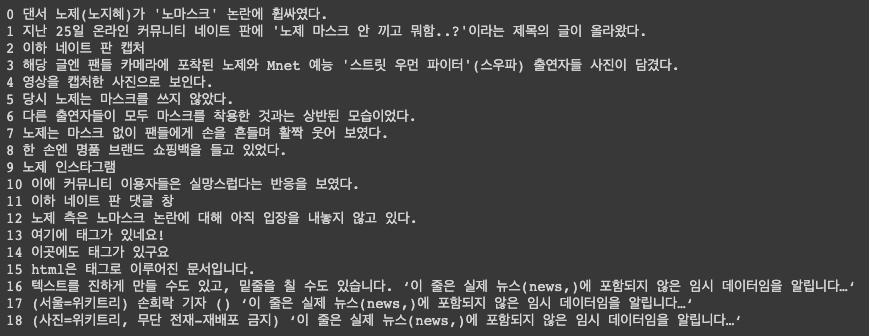 0 댄서 노제(노지혜)가 '노마스크' 논란에 휩싸였다.
1 지난 25일 온라인 커뮤니티 네이트 판에 '노제 마스크 안 끼고 뭐함..?'이라는 제목의 글이 올라왔다.
2 이하 네이트 판 캡처
3 해당 글엔 팬들 카메라에 포착된 노제와 Mnet 예능 '스트릿 우먼 파이터'(스우파) 출연자들 사진이 담겼다.
4 영상을 캡처한 사진으로 보인다.
5 당시 노제는 마스크를 쓰지 않았다.
6 다른 출연자들이 모두 마스크를 착용한 것과는 상반된 모습이었다.
7 노제는 마스크 없이 팬들에게 손을 흔들며 활짝 웃어 보였다.
8 한 손엔 명품 브랜드 쇼핑백을 들고 있었다.
9 노제 인스타그램
10 이에 커뮤니티 이용자들은 실망스럽다는 반응을 보였다.
11 이하 네이트 판 댓글 창
12 노제 측은 노마스크 논란에 대해 아직 입장을 내놓지 않고 있다.
13 여기에 태그가 있네요!
14 이곳에도 태그가 있구요
15 html은 태그로 이루어진 문서입니다.
16 텍스트를 진하게 만들 수도 있고, 밑줄을 칠 수도 있습니다. ‘이 줄은 실제 뉴스(news,)에 포함되지 않은 임시 데이터임을 알립니다…‘
17 (서울=위키트리) 손희락 기자 () ‘이 줄은 실제 뉴스(news,)에 포함되지 않은 임시 데이터임을 알립니다…‘
18 (사진=위키트리, 무단 전재-재배포 금지) ‘이 줄은 실제 뉴스(news,)에 포함되지 않은 임시 데이터임을 알립니다…‘